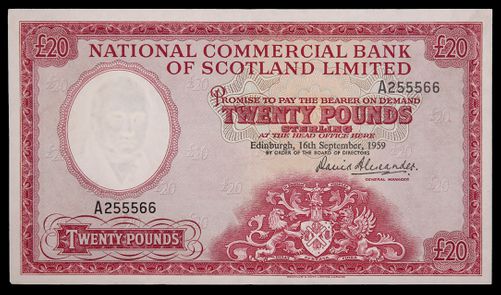 £20
£20
NATIONAL COMMERCIAL BANK
OF SCOTLAND LIMITED
A255566
PROMISE TO PAY THE BEARER ON DEMAND
TWENTY POUNDS
STERLING
AT THE HEAD OFFICE HERE
Edinburgh, 16th September, 1959
BY ORDER OF THE BOARD OF DIRECTORS
David Alexander.
GENERAL MANAGER
A255566
TWENTY POUNDS
£20